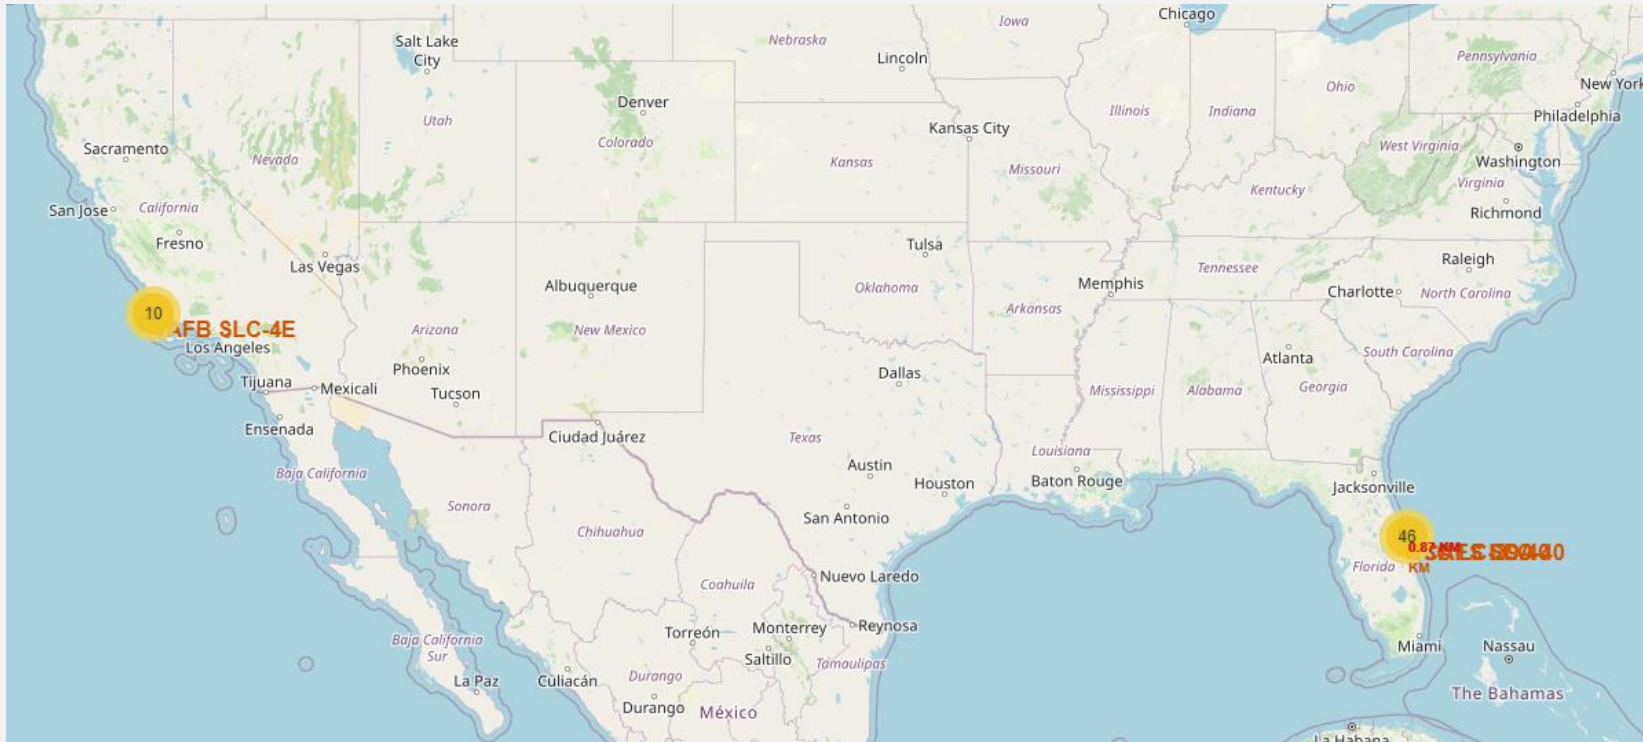 Chicago
Iowa
Salt Lake
City
Nebraska
Lincoln
Pennsylvania
New York
Ohio
Denver
Illinois
Indiana
Philadelphia
Utah
Kansas City
Sacramento
Colorado
West Virginia
Nevada
Kansas
Washington
Missouri
Kentucky
Virginia
San Jose
California
Richmond
Fresno
Tulsa
Las Vegas
Raleigh
Tennessee
Albuquerque
Oklahoma
Memphis
Charlotte
North Carolina
Arkansas
10
AFB SLC-4E
Arizona
New Mexico
Los Angeles
Atlanta
South Carolina
Phoenix
Dallas
Tijuana
Mexicali
Tucson
Mississippi
Alabama
Georgia
Ensenada
Ciudad Juárez
Texas
Louisiana
Austin
Baja California
Houston
Baton Rouge
Jacksonville
Sonora
San Antonio
Chihuahua
46
0.87 KM
Florida
KM
Nuevo Laredo
Coahuila
Reynosa
Torreón
Monterrey
Baja California
Sur
Saltillo
Tamaulipas
Miami
Nassau
La Paz
Culiacán
Durango
The Bahamas
Durango
México
La Habana